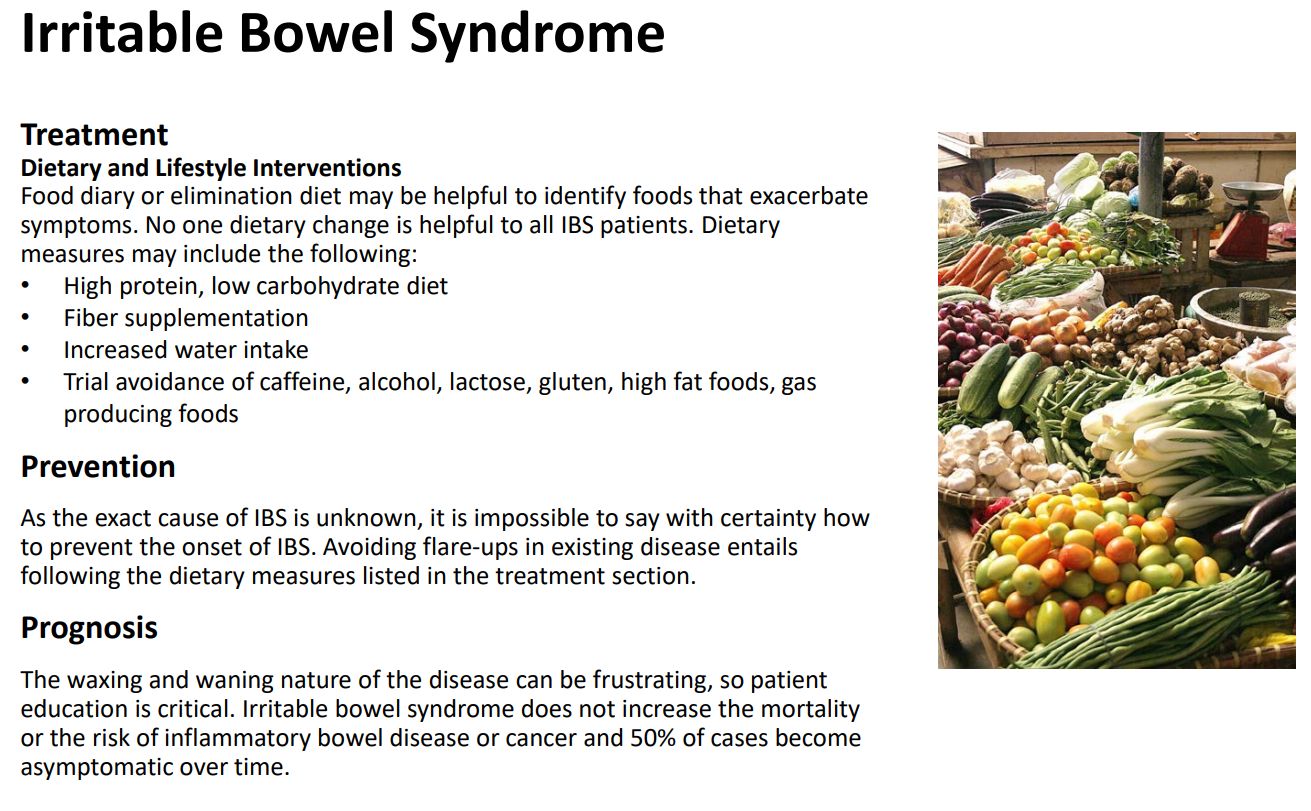 Irritable Bowel Syndrome
Treatment
Dietary and Lifestyle Interventions
Food diary or elimination diet may be helpful to identify foods that exacerbate
symptoms. No one dietary change is helpful to all IBS patients. Dietary
measures may include the following:
• High protein, low carbohydrate diet
• Fiber supplementation
• Increased water intake
• Trial avoidance of caffeine, alcohol, lactose, gluten, high fat foods, gas
producing foods
Prevention
As the exact cause of IBS is unknown, it is impossible to say with certainty how
to prevent the onset of IBS. Avoiding flare-ups in existing disease entails
following the dietary measures listed in the treatment section.
Prognosis
The waxing and waning nature of the disease can be frustrating, so patient
education is critical. Irritable bowel syndrome does not increase the mortality
or the risk of inflammatory bowel disease or cancer and 50% of cases become
asymptomatic over time.